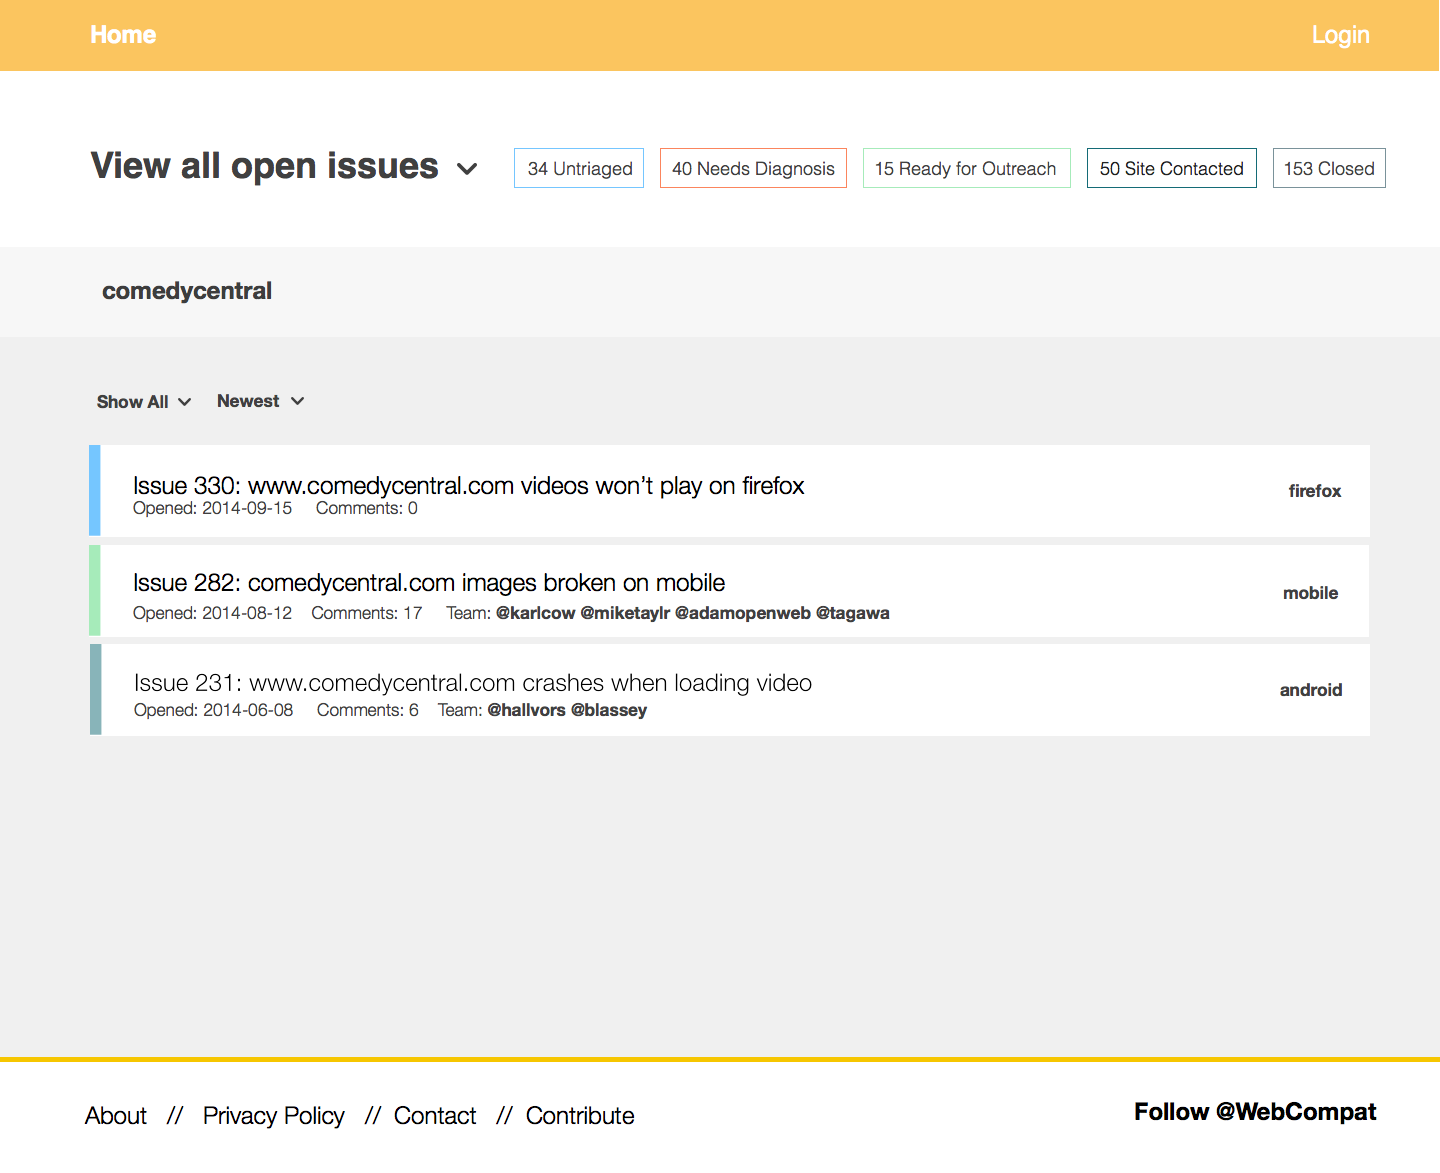 Home Login
View all open issues 34 Untriaged 40 Needs Diagnosis 15 Ready for Outreach 50 Site Contacted 153 Closed
comedycentral
Show All Newest
Issue 330: www.comedycentral.com videos won’t play on firefox
firefox
Opened: 2014-09-15 Comments: 0
Issue 282: comedycentral.com images broken on mobile
mobile
Opened: 2014-08-12 Comments: 17 Team: @karlcow @miketaylr @adamopenweb @tagawa
Issue 231: www.comedycentral.com crashes when loading video
android
Opened: 2014-06-08 Comments: 6 Team: @hallvors @blassey
About // Privacy Policy // Contact // Contribute Follow @WebCompat